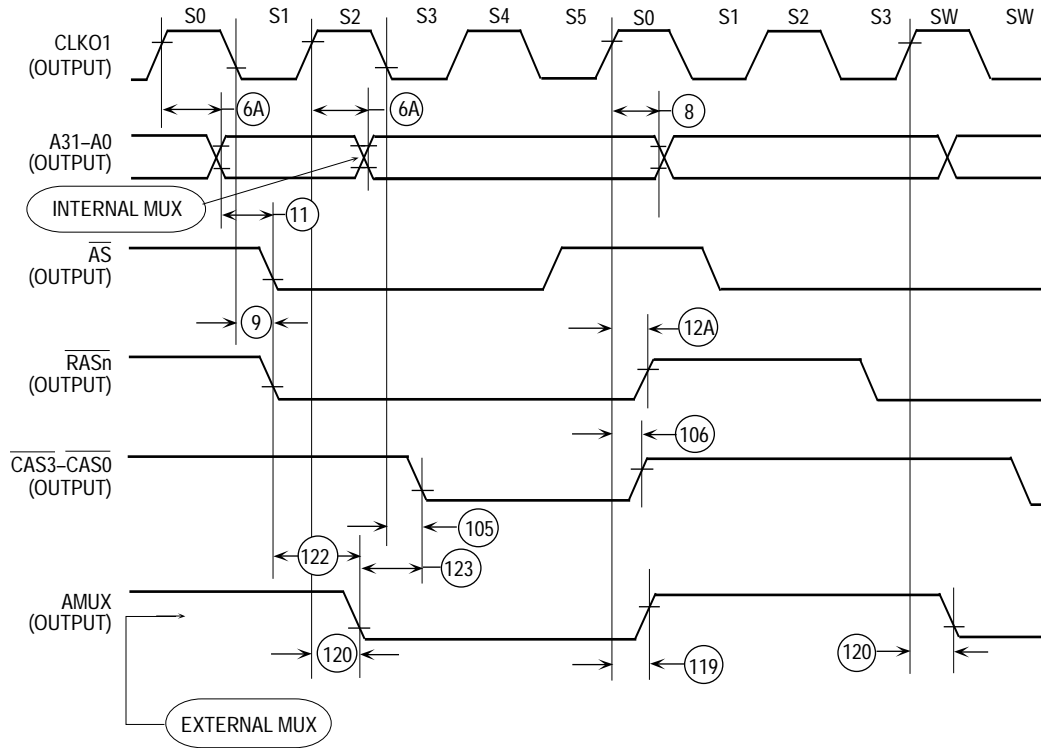 S0 S1 S2 S3 S4 S5 S0 S1 S2 S3 SW SW
CLKO1
(OUTPUT)
6A 6A 8
A31–A0
(OUTPUT)
INTERNAL MUX
11
AS
(OUTPUT)
9
12A
RASn
(OUTPUT)
106
CAS3–CAS0
(OUTPUT)
105
122
123
AMUX
(OUTPUT)
120
119
120
EXTERNAL MUX